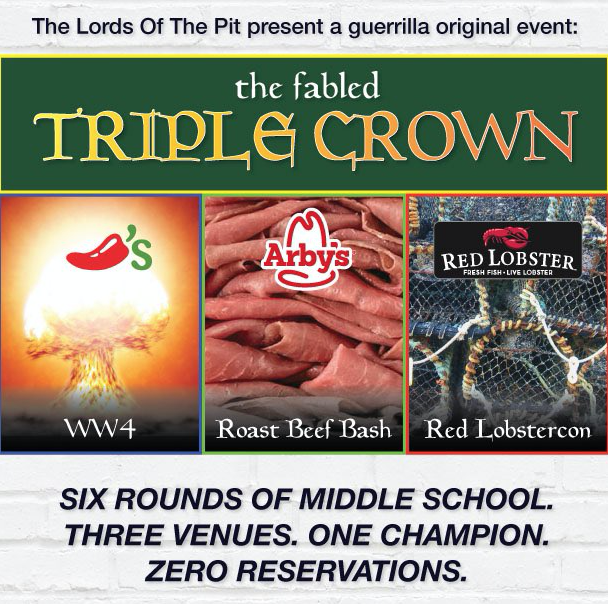 The Lords Of The Pit present a guerrilla original event:
the fabled
TRIPLE CROWN
's
Arby's
RED LOBSTER
FRESH FISH • LIVE LOBSTER
WW4
Roast Beef Bash
Red Lobstercon
SIX ROUNDS OF MIDDLE SCHOOL.
THREE VENUES. ONE CHAMPION.
ZERO RESERVATIONS.